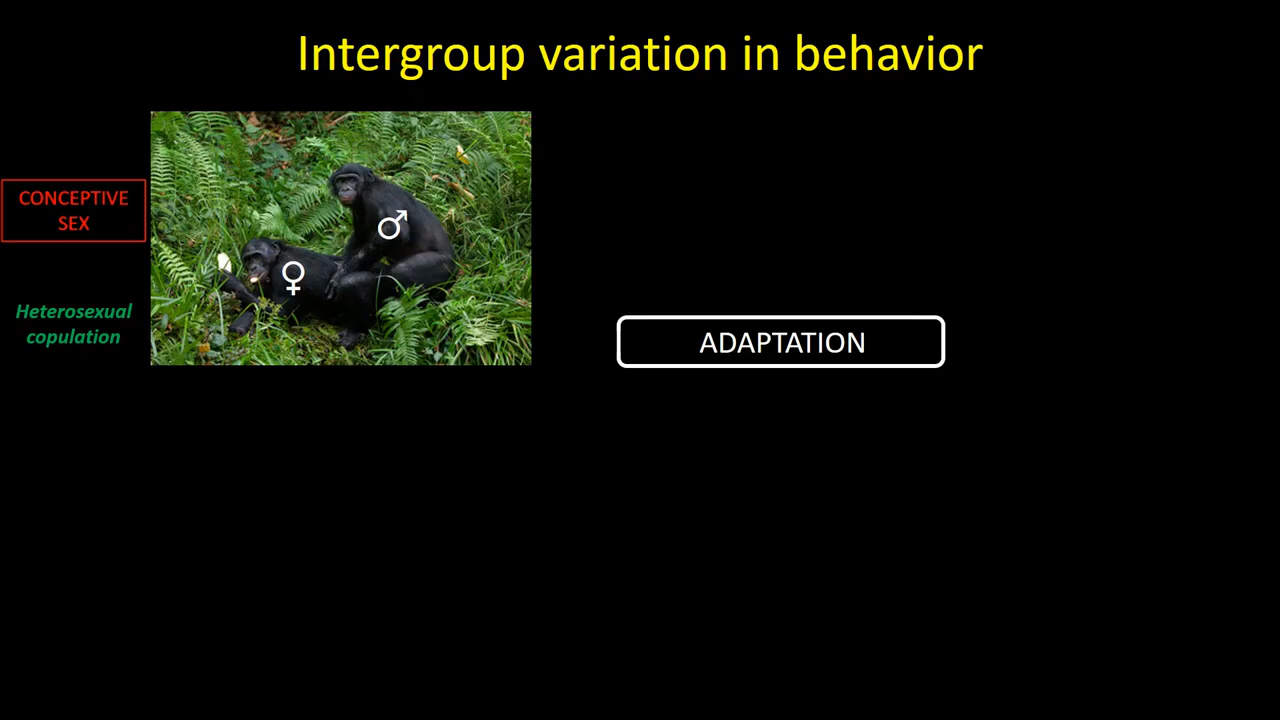 Intergroup variation in behavior
CONCEPTIVE
SEX
♂
♀
Heterosexual
copulation
ADAPTATION